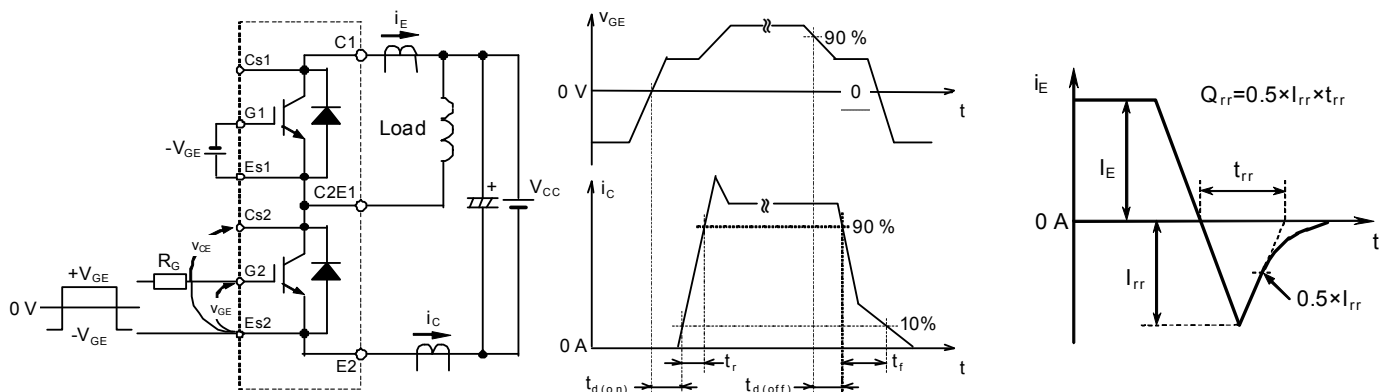 i_E
C1
Cs1
G1
-V_GE
Es1
Load
C2E1
V_CC
+
Cs2
v_CE
R_G
+V_GE
G2
0 V
v_GE
-V_GE
Es2
i_C
E2
v_GE
90 %
0 V
0
t
i_C
90 %
10%
0 A
t_r
t_f
t
t_d(on)
t_d(off)
i_E
Q_rr=0.5×I_rr×t_rr
I_E
t_rr
0 A
t
I_rr
0.5×I_rr